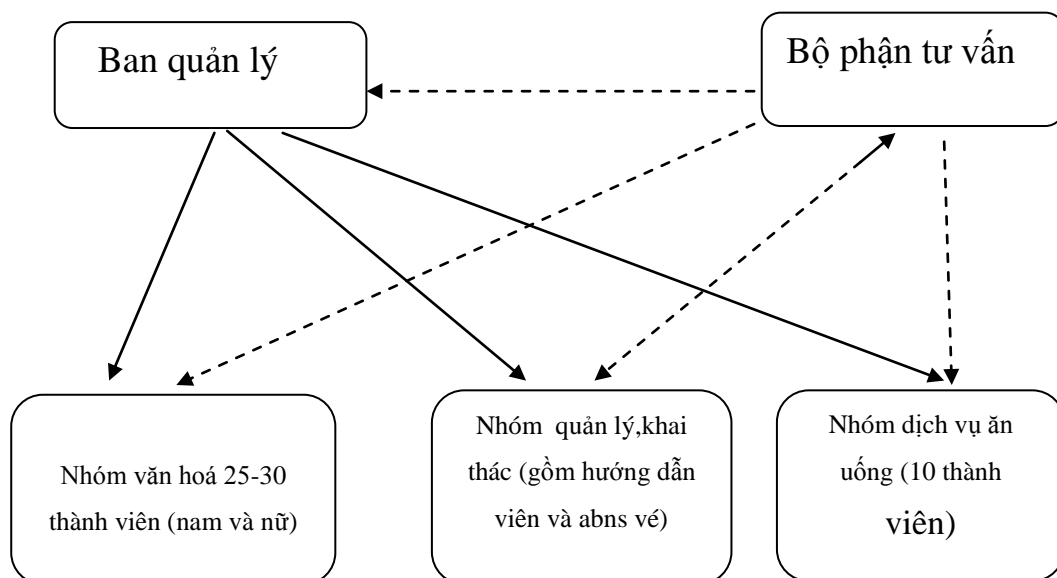 Ban quản lý
Bộ phận tư vấn
Nhóm văn hoá 25-30
thành viên (nam và nữ)
Nhóm quản lý,khai
thác (gồm hướng dẫn
viên và abns vé)
Nhóm dịch vụ ăn
uống (10 thành
viên)